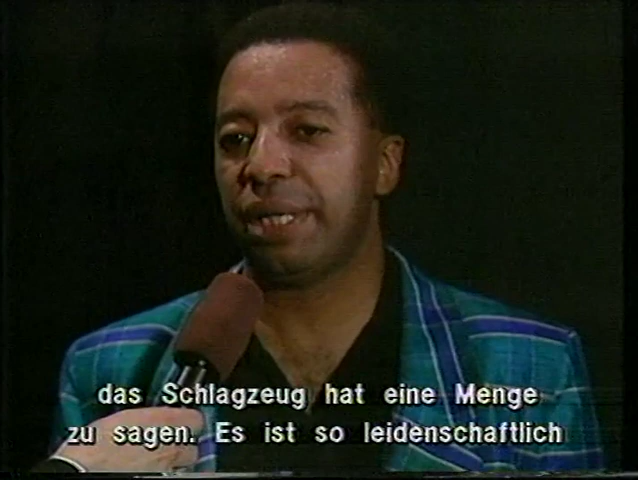 das Schlagzeug hat eine Menge
zu sagen. Es ist so leidenschaftlich